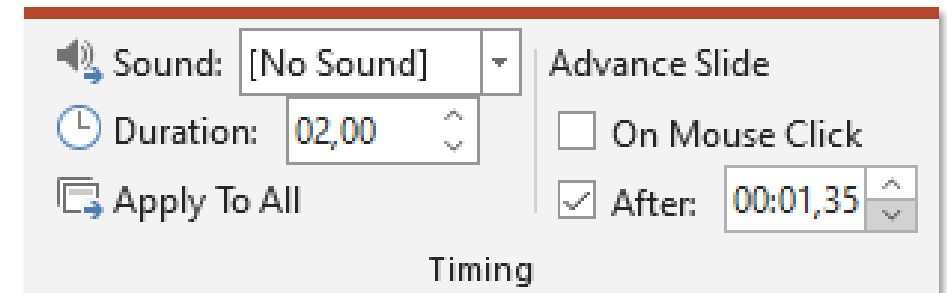 Sound: [No Sound]
Duration: 02,00
Apply To All
Advance Slide
On Mouse Click
After: 00:01,35
Timing